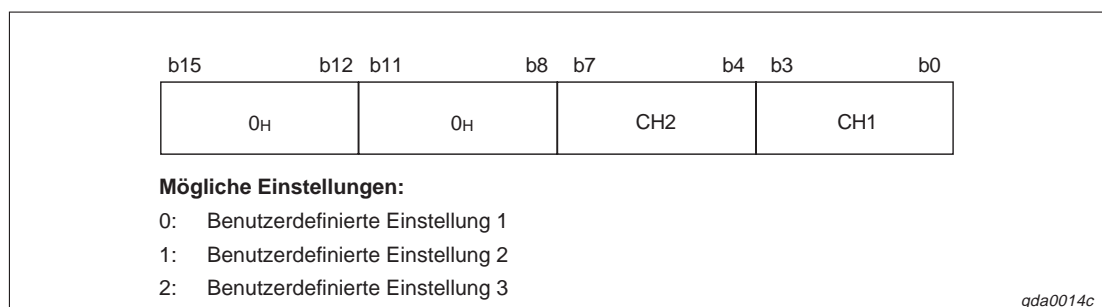 b15 b12 b11 b8 b7 b4 b3 b0
0H 0H CH2 CH1
Mögliche Einstellungen:
0: Benutzerdefinierte Einstellung 1
1: Benutzerdefinierte Einstellung 2
2: Benutzerdefinierte Einstellung 3
qda0014c